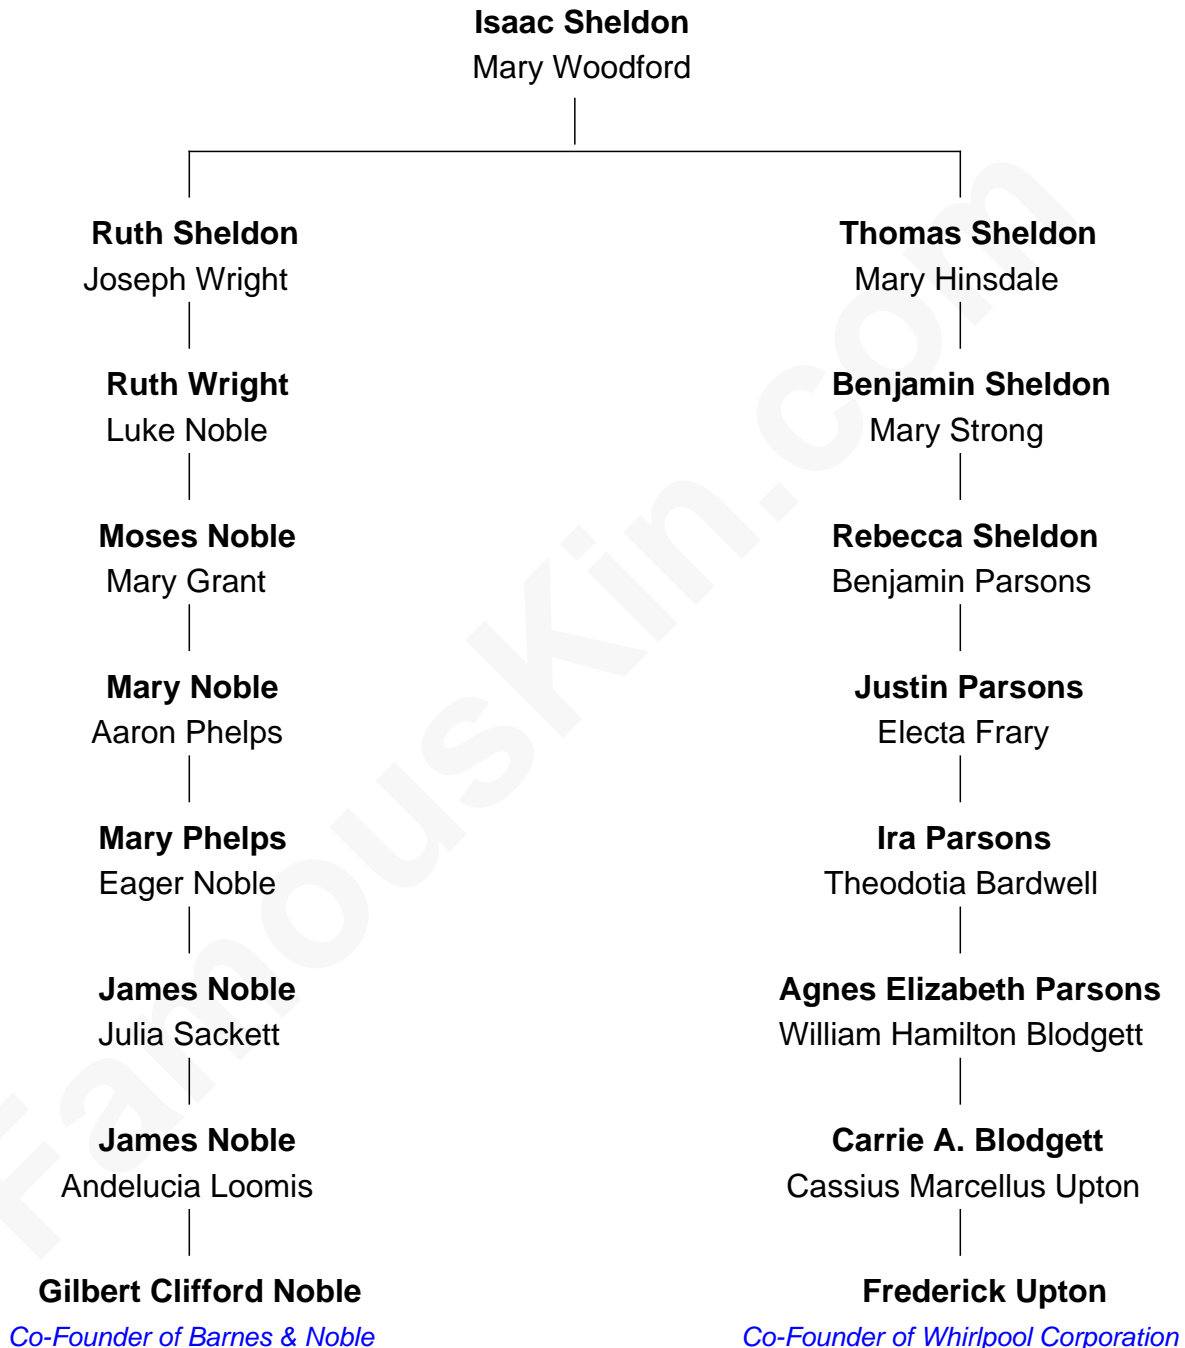 Isaac Sheldon
Mary Woodford
Ruth Sheldon
Joseph Wright
Thomas Sheldon
Mary Hinsdale
Ruth Wright
Luke Noble
Benjamin Sheldon
Mary Strong
Moses Noble
Mary Grant
Rebecca Sheldon
Benjamin Parsons
Mary Noble
Aaron Phelps
Justin Parsons
Electa Frary
Mary Phelps
Eager Noble
Ira Parsons
Theodotia Bardwell
James Noble
Julia Sackett
Agnes Elizabeth Parsons
William Hamilton Blodgett
James Noble
Andelucia Loomis
Carrie A. Blodgett
Cassius Marcellus Upton
Gilbert Clifford Noble
Co-Founder of Barnes & Noble
Frederick Upton
Co-Founder of Whirlpool Corporation
FamousKin.com